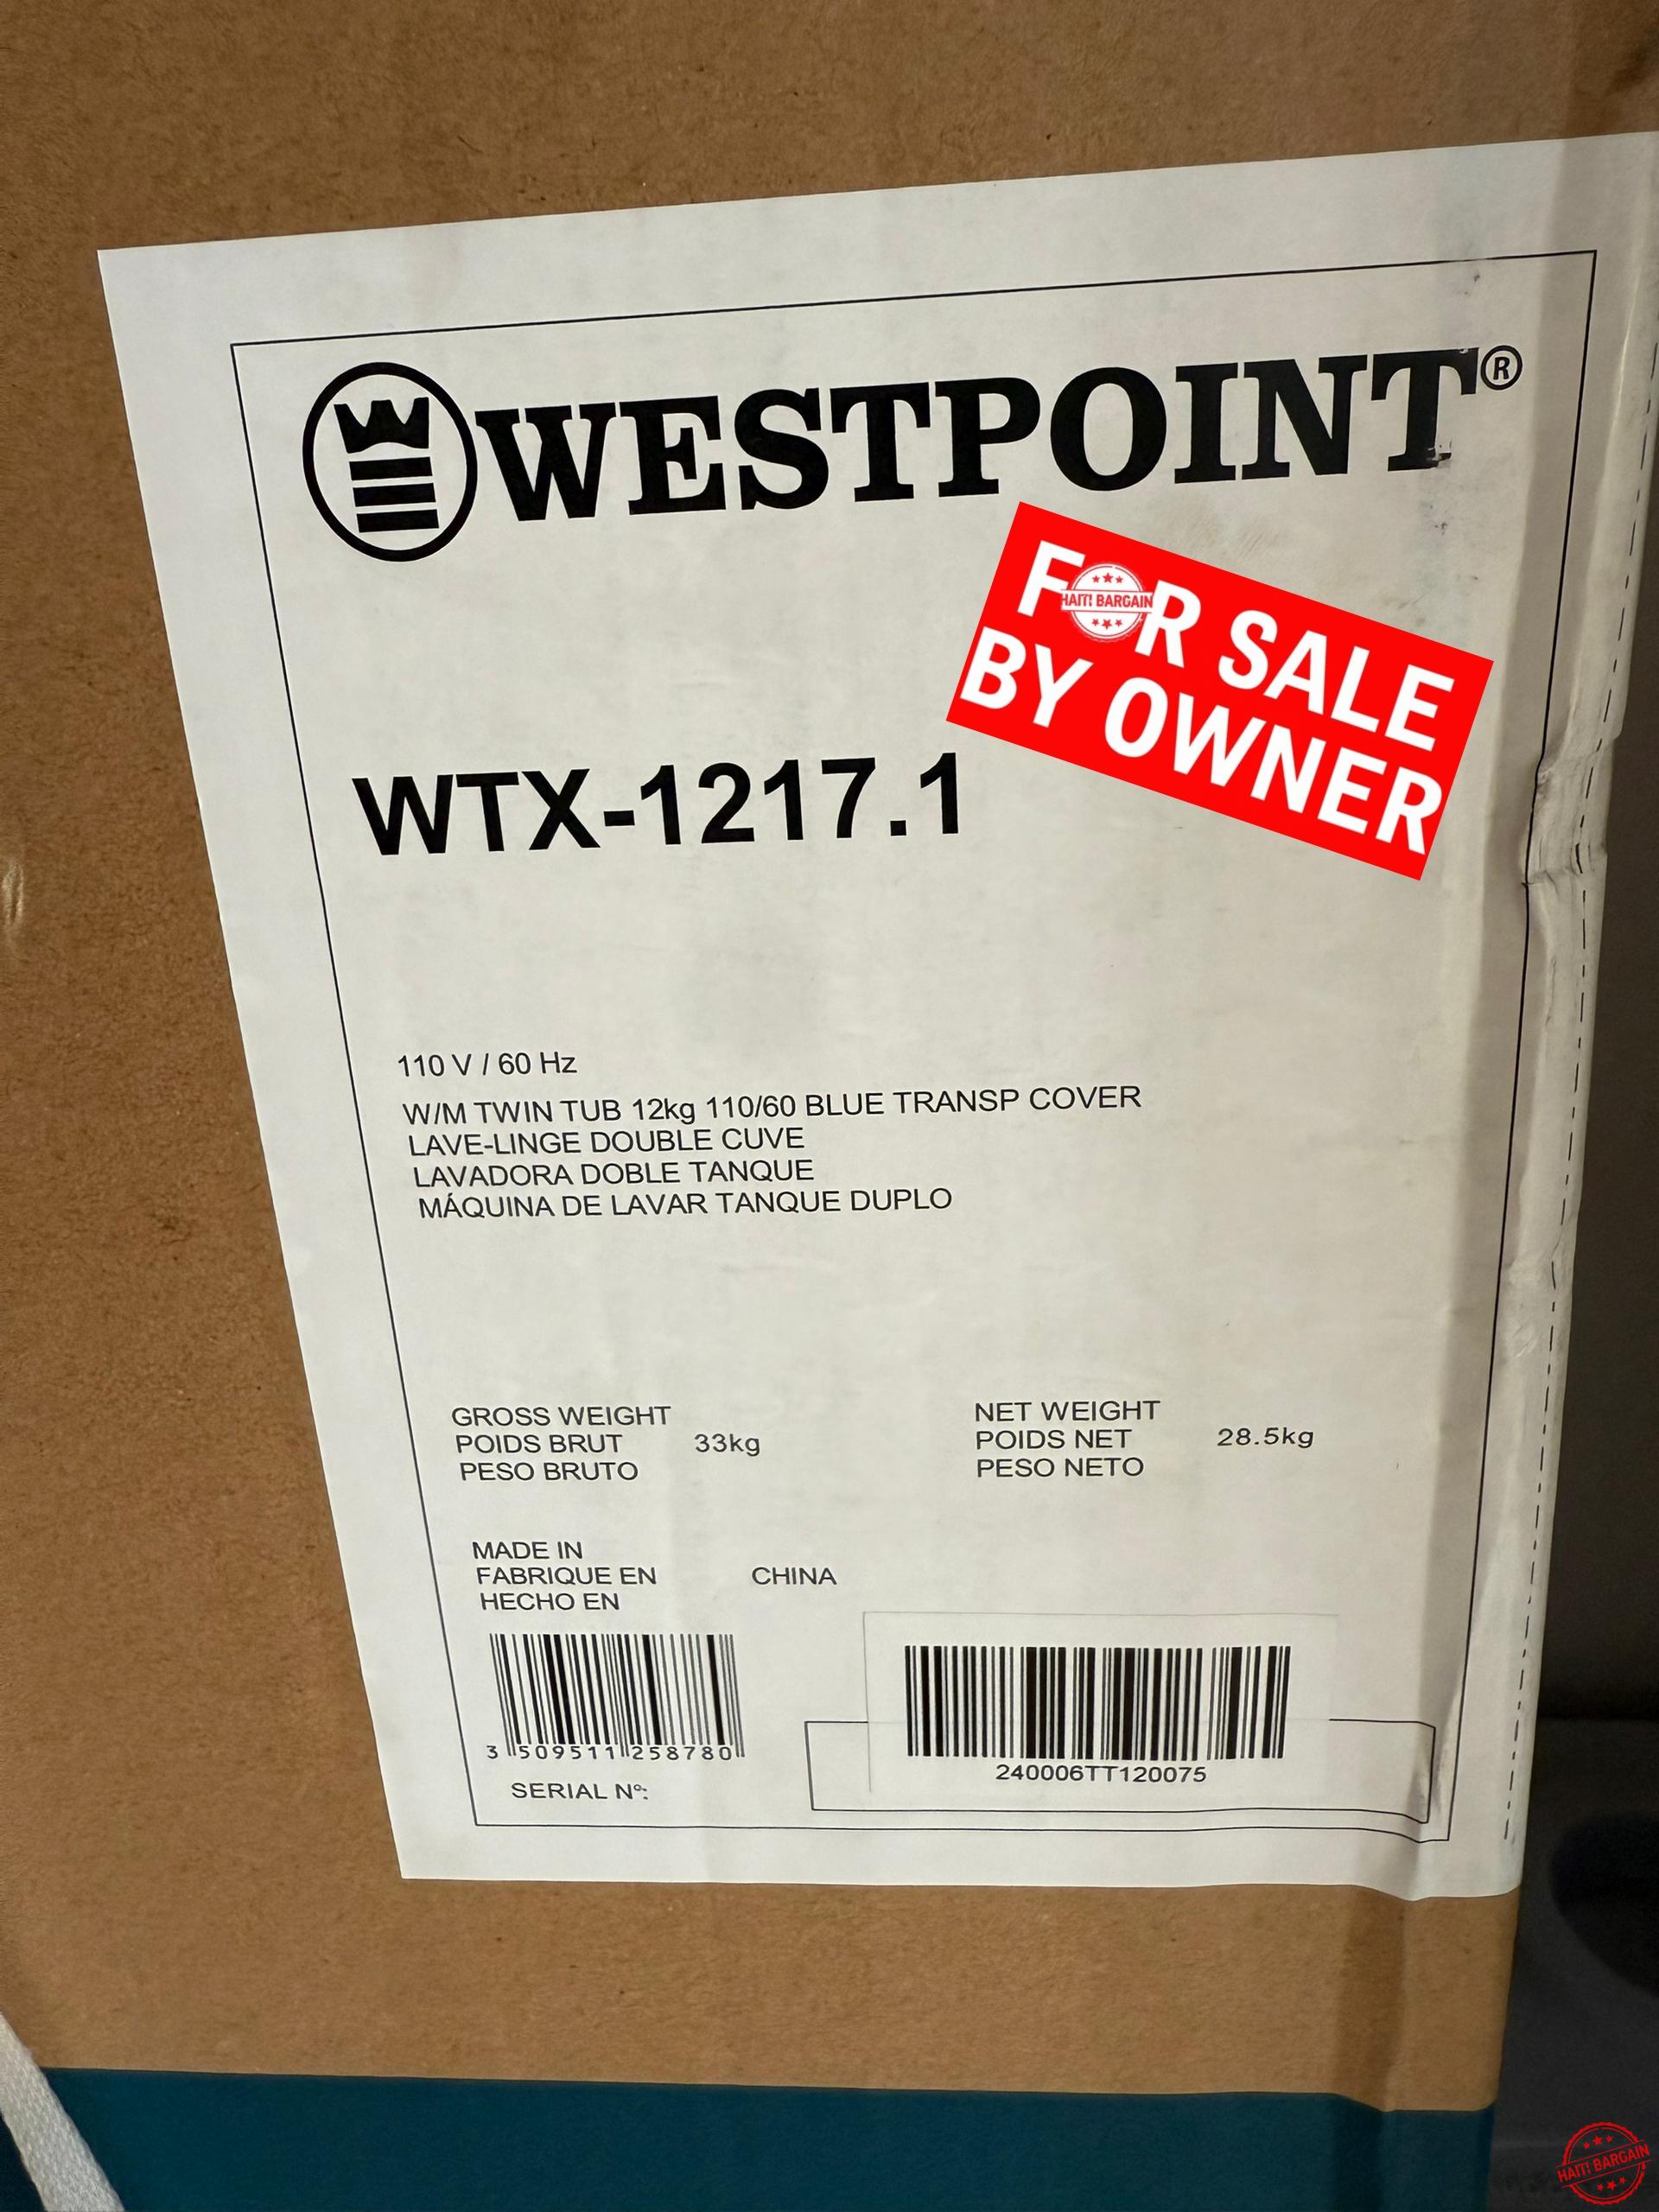 WESTPOINT®
FOR SALE
HAITI BARGAIN
BY OWNER
WTX-1217.1
110 V / 60 Hz
W/M TWIN TUB 12kg 110/60 BLUE TRANSP COVER
LAVE-LINGE DOUBLE CUVE
LAVADORA DOBLE TANQUE
MÁQUINA DE LAVAR TANQUE DUPLO
GROSS WEIGHT
POIDS BRUT 33kg
PESO BRUTO
NET WEIGHT
POIDS NET 28.5kg
PESO NETO
MADE IN
FABRIQUE EN CHINA
HECHO EN
3 509511 258780
240006TT120075
SERIAL Nº:
HAITI BARGAIN